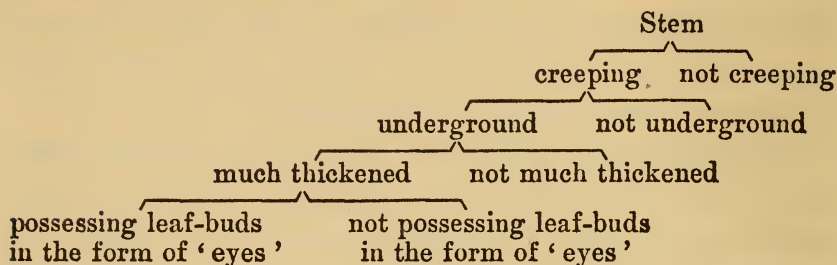 Stem
creeping. not creeping
underground not underground
much thickened not much thickened
possessing leaf-buds not possessing leaf-buds
in the form of ‘ eyes ’ in the form of ‘ eyes ’